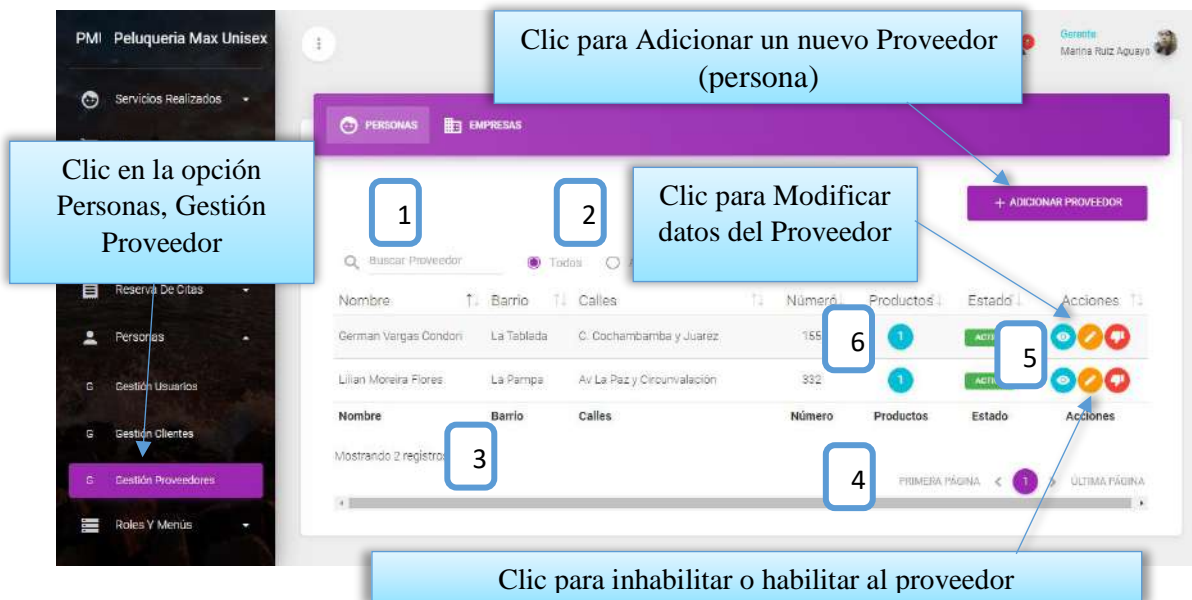 PMI Peluqueria Max Unisex
Clic para Adicionar un nuevo Proveedor
(persona)
Gerente
Marina Ruiz Aguayo
Servicios Realizados
PERSONAS
EMPRESAS
Clic en la opción
Personas, Gestión
Proveedor
1
2
Clic para Modificar
datos del Proveedor
+ ADICIONAR PROVEEDOR
Buscar Proveedor
Todos
Reserva De Citas
Personas
G Gestión Usuarios
G Gestión Clientes
G Gestión Proveedores
Roles Y Menús
Nombre Barrio Calles Número Productos Estado Acciones
German Vargas Condori La Tablada C. Cochambamba y Juarez 155 6 1 5
Lilian Moreira Flores La Pampa Av La Paz y Circunvalación 332 1
Nombre Barrio Calles Número Productos Estado Acciones
Mostrando 2 registros 3
4 PRIMERA PÁGINA < 1 > ÚLTIMA PÁGINA
Clic para inhabilitar o habilitar al proveedor